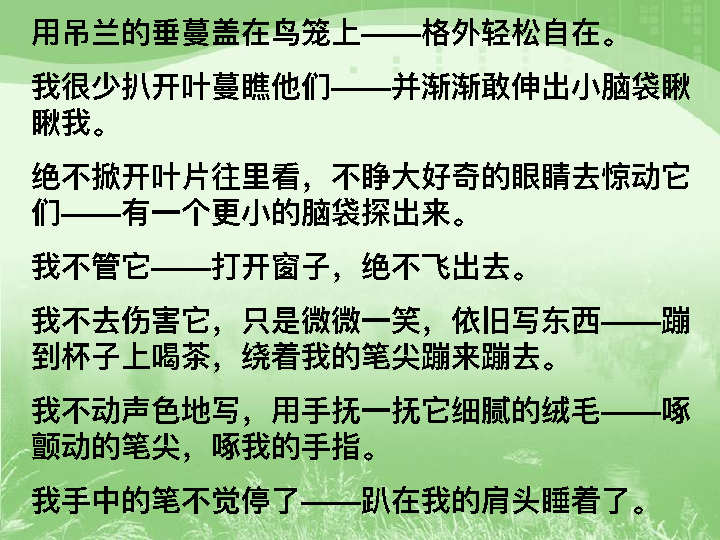 用吊兰的垂蔓盖在鸟笼上——格外轻松自在。
我很少扒开叶蔓瞧他们——并渐渐敢伸出小脑袋瞅
瞅我。
绝不掀开叶片往里看，不睁大好奇的眼睛去惊动它
们——有一个更小的脑袋探出来。
我不管它——打开窗子，绝不飞出去。
我不去伤害它，只是微微一笑，依旧写东西——蹦
到杯子上喝茶，绕着我的笔尖蹦来蹦去。
我不动声色地写，用手抚一抚它细腻的绒毛——啄
颤动的笔尖，啄我的手指。
我手中的笔不觉停了——趴在我的肩头睡着了。